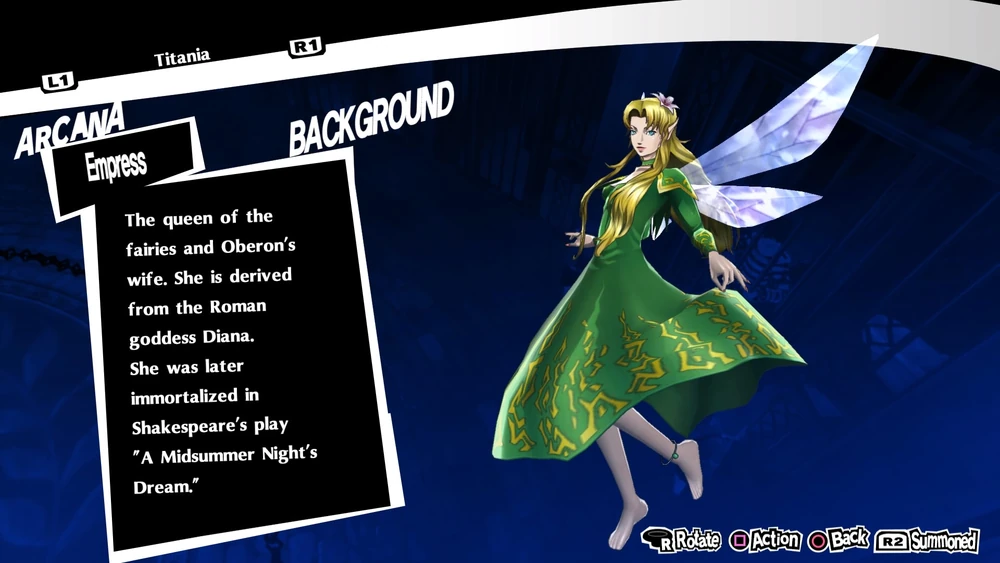 L1
Titania
R1
ARCANA
Empress
BACKGROUND
The queen of the
fairies and Oberon's
wife. She is derived
from the Roman
goddess Diana.
She was later
immortalized in
Shakespeare's play
"A Midsummer Night's
Dream."
R Rotate Action Back R2 Summoned